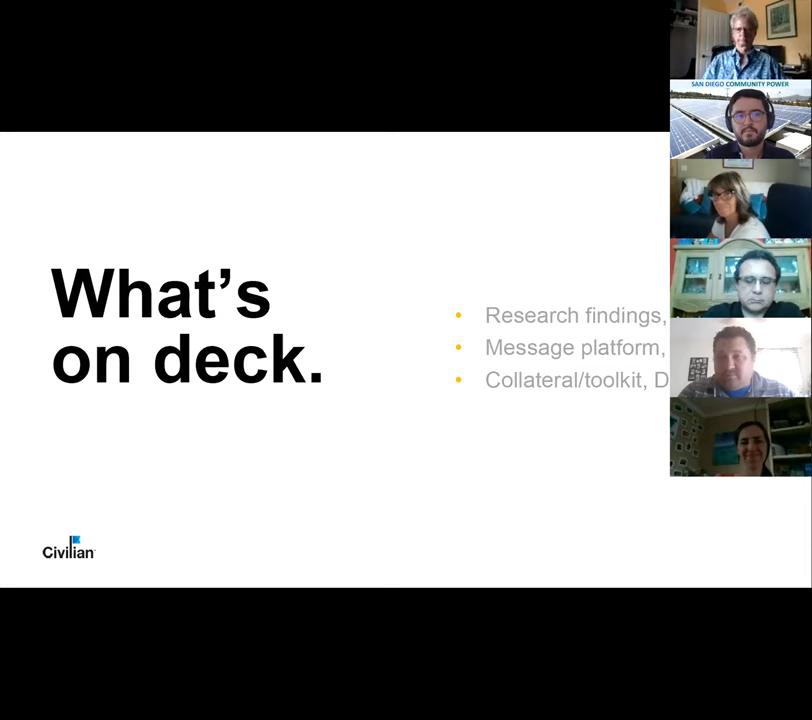 SAN DIEGO COMMUNITY POWER
What’s
on deck.
• Research findings,
• Message platform,
• Collateral/toolkit, D
Civilian